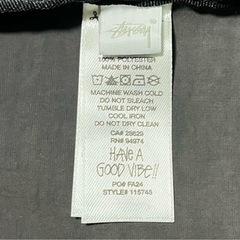 Stüssy
100% POLYESTER
MADE IN CHINA
MACHINE WASH COLD
DO NOT BLEACH
TUMBLE DRY LOW
COOL IRON
DO NOT DRY CLEAN
CA# 28629
RN# 94974
HAVE A
GOOD VIBE!!
PO# FA24
STYLE# 115745